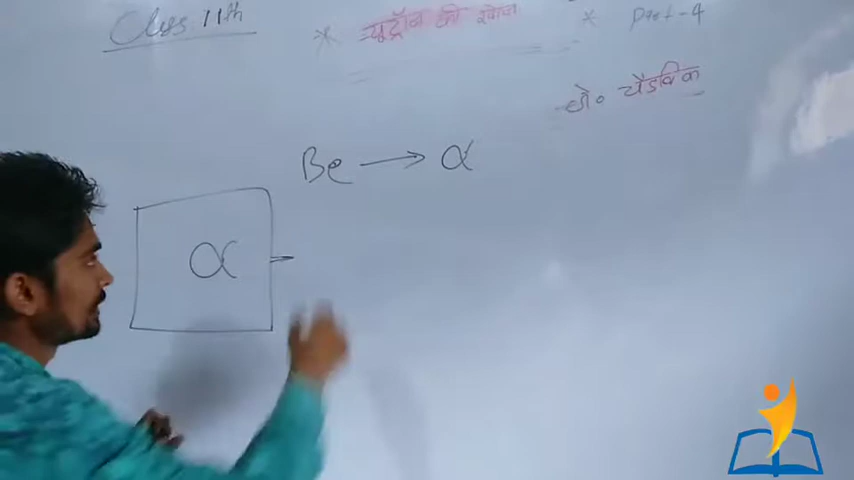 Class 11th * न्यूट्रॉन की खोज * Part-4
प्रो० चैडविक
Be → α
α